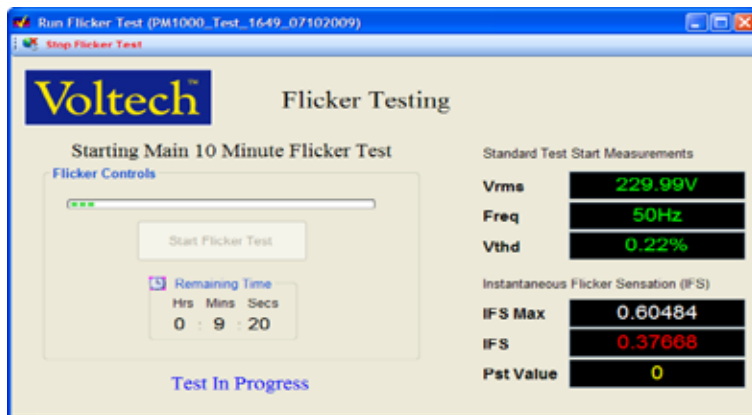 Run Flicker Test (PM1000_Test_1649_07102009)
Stop Flicker Test
Voltech™
Flicker Testing
Starting Main 10 Minute Flicker Test
Flicker Controls
Start Flicker Test
Remaining Time
Hrs Mins Secs
0 : 9 : 20
Test In Progress
Standard Test Start Measurements
Vrms 229.99V
Freq 50Hz
Vthd 0.22%
Instantaneous Flicker Sensation (IFS)
IFS Max 0.60484
IFS 0.37668
Pst Value 0